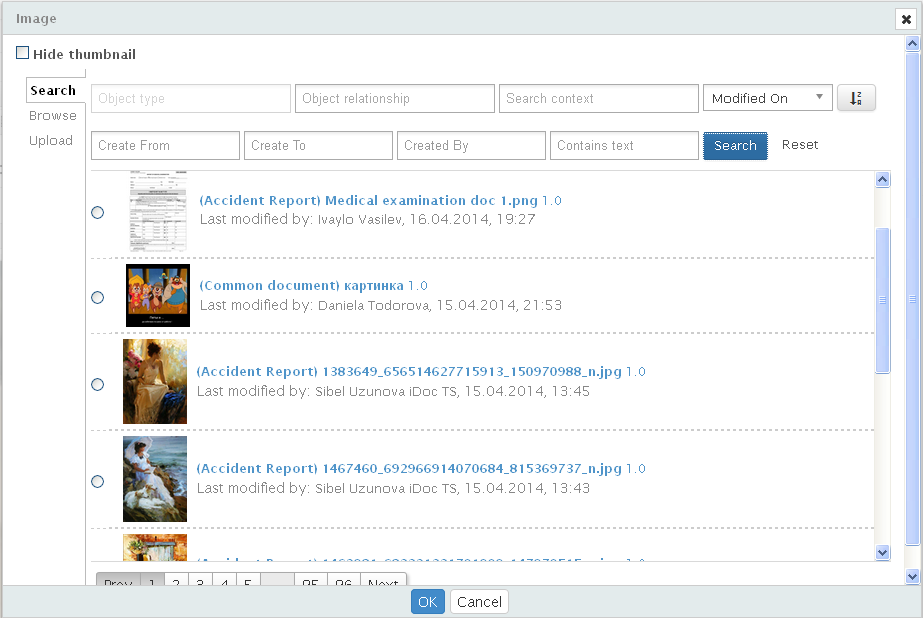 Image
Hide thumbnail
Search
Browse
Upload
Object type
Object relationship
Search context
Modified On
Create From
Create To
Created By
Contains text
Search
Reset
(Accident Report) Medical examination doc 1.png 1.0
Last modified by: Ivaylo Vasilev, 16.04.2014, 19:27
(Common document) картинка 1.0
Last modified by: Daniela Todorova, 15.04.2014, 21:53
(Accident Report) 1383649_656514627715913_150970988_n.jpg 1.0
Last modified by: Sibel Uzunova iDoc TS, 15.04.2014, 13:45
(Accident Report) 1467460_692966914070684_815369737_n.jpg 1.0
Last modified by: Sibel Uzunova iDoc TS, 15.04.2014, 13:43
(Accident Report)
Prev 1 2 3 4 5 95 96 Next
OK Cancel